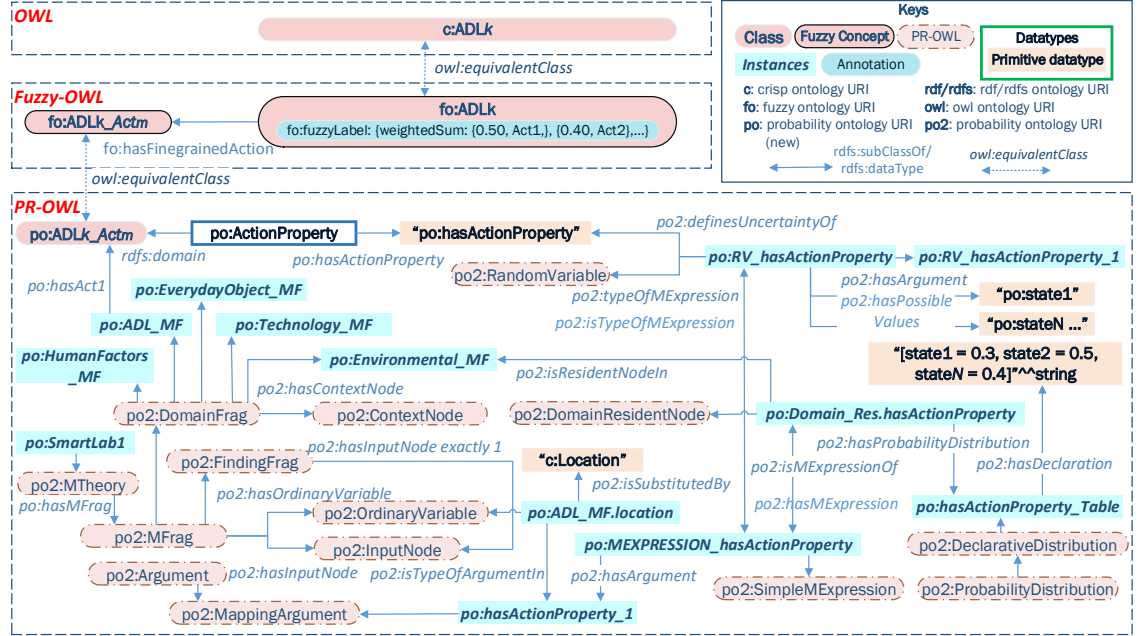 OWL
c:ADLk
owl:equivalentClass
Fuzzy-OWL
fo:ADLk_Actm
fo:ADLk
fo:fuzzyLabel: {weightedSum: {0.50, Act1,}, {0.40, Act2},...}
fo:hasFinegrainedAction
owl:equivalentClass
Keys
Class
Fuzzy Concept
PR-OWL
Datatypes
Primitive datatype
Instances
Annotation
c: crisp ontology URI
fo: fuzzy ontology URI
po: probability ontology URI
(new)
rdf/rdfs: rdf/rdfs ontology URI
owl: owl ontology URI
po2: probability ontology URI
rdfs:subClassOf/
rdfs:dataType
owl:equivalentClass
PR-OWL
po:ADLk_Actm
po:ActionProperty
“po:hasActionProperty”
po2:definesUncertaintyOf
rdfs:domain
po:hasActionProperty
po2:RandomVariable
po:RV_hasActionProperty
po:RV_hasActionProperty_1
po:hasAct1
po:EverydayObject_MF
po2:typeOfMExpression
po2:hasArgument
po2:isTypeOfMExpression
po2:hasPossible
Values
“po:state1”
“po:stateN ...”
po:ADL_MF
po:Technology_MF
po:HumanFactors
_MF
po:Environmental_MF
po2:isResidentNodeIn
“[state1 = 0.3, state2 = 0.5,
stateN = 0.4]”^^string
po2:hasContextNode
po2:DomainFrag
po2:ContextNode
po2:DomainResidentNode
po:Domain_Res.hasActionProperty
po:SmartLab1
po2:hasInputNode exactly 1
po2:hasProbabilityDistribution
po2:FindingFrag
“c:Location”
po2:isMExpressionOf
po2:hasDeclaration
po2:MTheory
po2:isSubstitutedBy
po:hasMFrag
po2:hasOrdinaryVariable
po2:hasMExpression
po2:OrdinaryVariable
po:ADL_MF.location
po:hasActionProperty_Table
po2:MFrag
po2:InputNode
po:MEXPRESSION_hasActionProperty
po2:DeclarativeDistribution
po2:Argument
po2:hasInputNode
po2:isTypeOfArgumentIn
po2:hasArgument
po2:SimpleMExpression
po2:ProbabilityDistribution
po2:MappingArgument
po:hasActionProperty_1